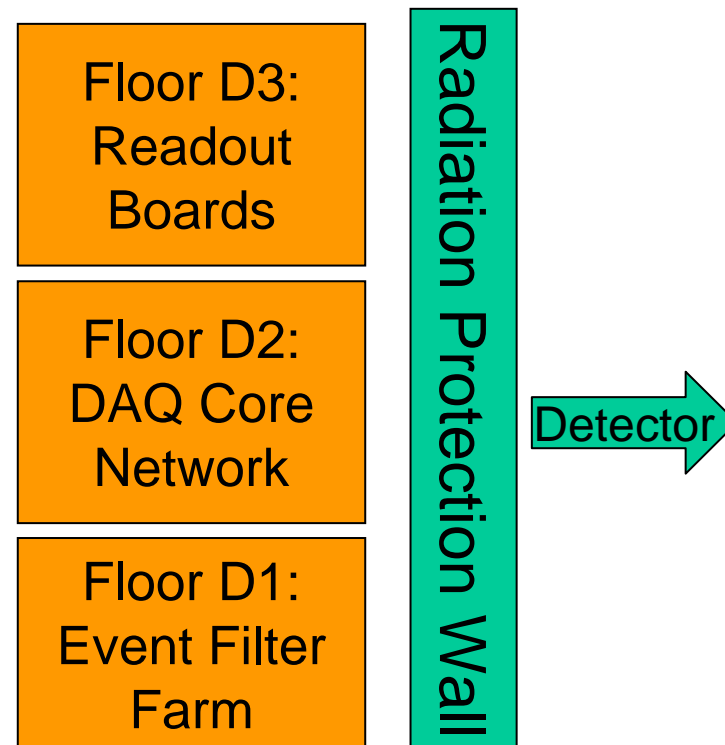 Floor D3:
Readout
Boards
Floor D2:
DAQ Core
Network
Floor D1:
Event Filter
Farm
Radiation Protection Wall
Detector